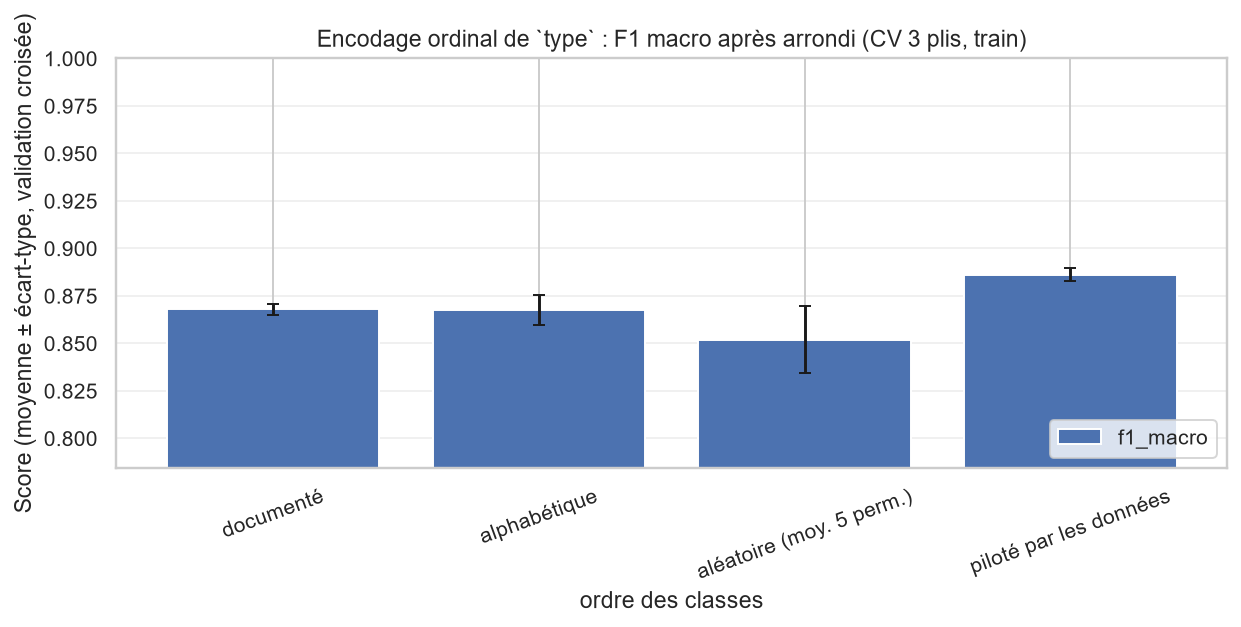 Encodage ordinal de `type` : F1 macro après arrondi (CV 3 plis, train)
Score (moyenne ± écart-type, validation croisée)
1.000
0.975
0.950
0.925
0.900
0.875
0.850
0.825
0.800
f1_macro
documenté
alphabétique
aléatoire (moy. 5 perm.)
piloté par les données
ordre des classes